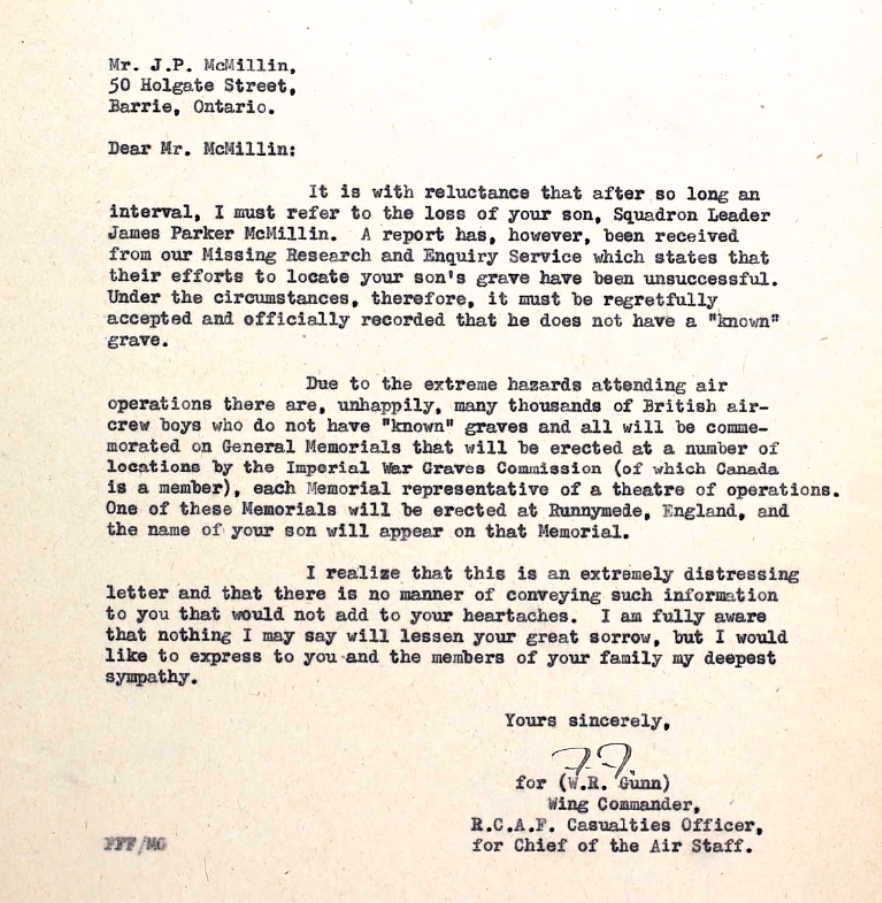 Mr. J.P. McMillin,
50 Holgate Street,
Barrie, Ontario.
Dear Mr. McMillin:
It is with reluctance that after so long an
interval, I must refer to the loss of your son, Squadron Leader
James Parker McMillin. A report has, however, been received
from our Missing Research and Enquiry Service which states that
their efforts to locate your son's grave have been unsuccessful.
Under the circumstances, therefore, it must be regretfully
accepted and officially recorded that he does not have a "known"
grave.
Due to the extreme hazards attending air
operations there are, unhappily, many thousands of British air-
crew boys who do not have "known" graves and all will be comme-
morated on General Memorials that will be erected at a number of
locations by the Imperial War Graves Commission (of which Canada
is a member), each Memorial representative of a theatre of operations.
One of these Memorials will be erected at Runnymede, England, and
the name of your son will appear on that Memorial.
I realize that this is an extremely distressing
letter and that there is no manner of conveying such information
to you that would not add to your heartaches. I am fully aware
that nothing I may say will lessen your great sorrow, but I would
like to express to you and the members of your family my deepest
sympathy.
Yours sincerely,
for (W.R. Gunn)
Wing Commander,
R.C.A.F. Casualties Officer,
for Chief of the Air Staff.
FFF/MG